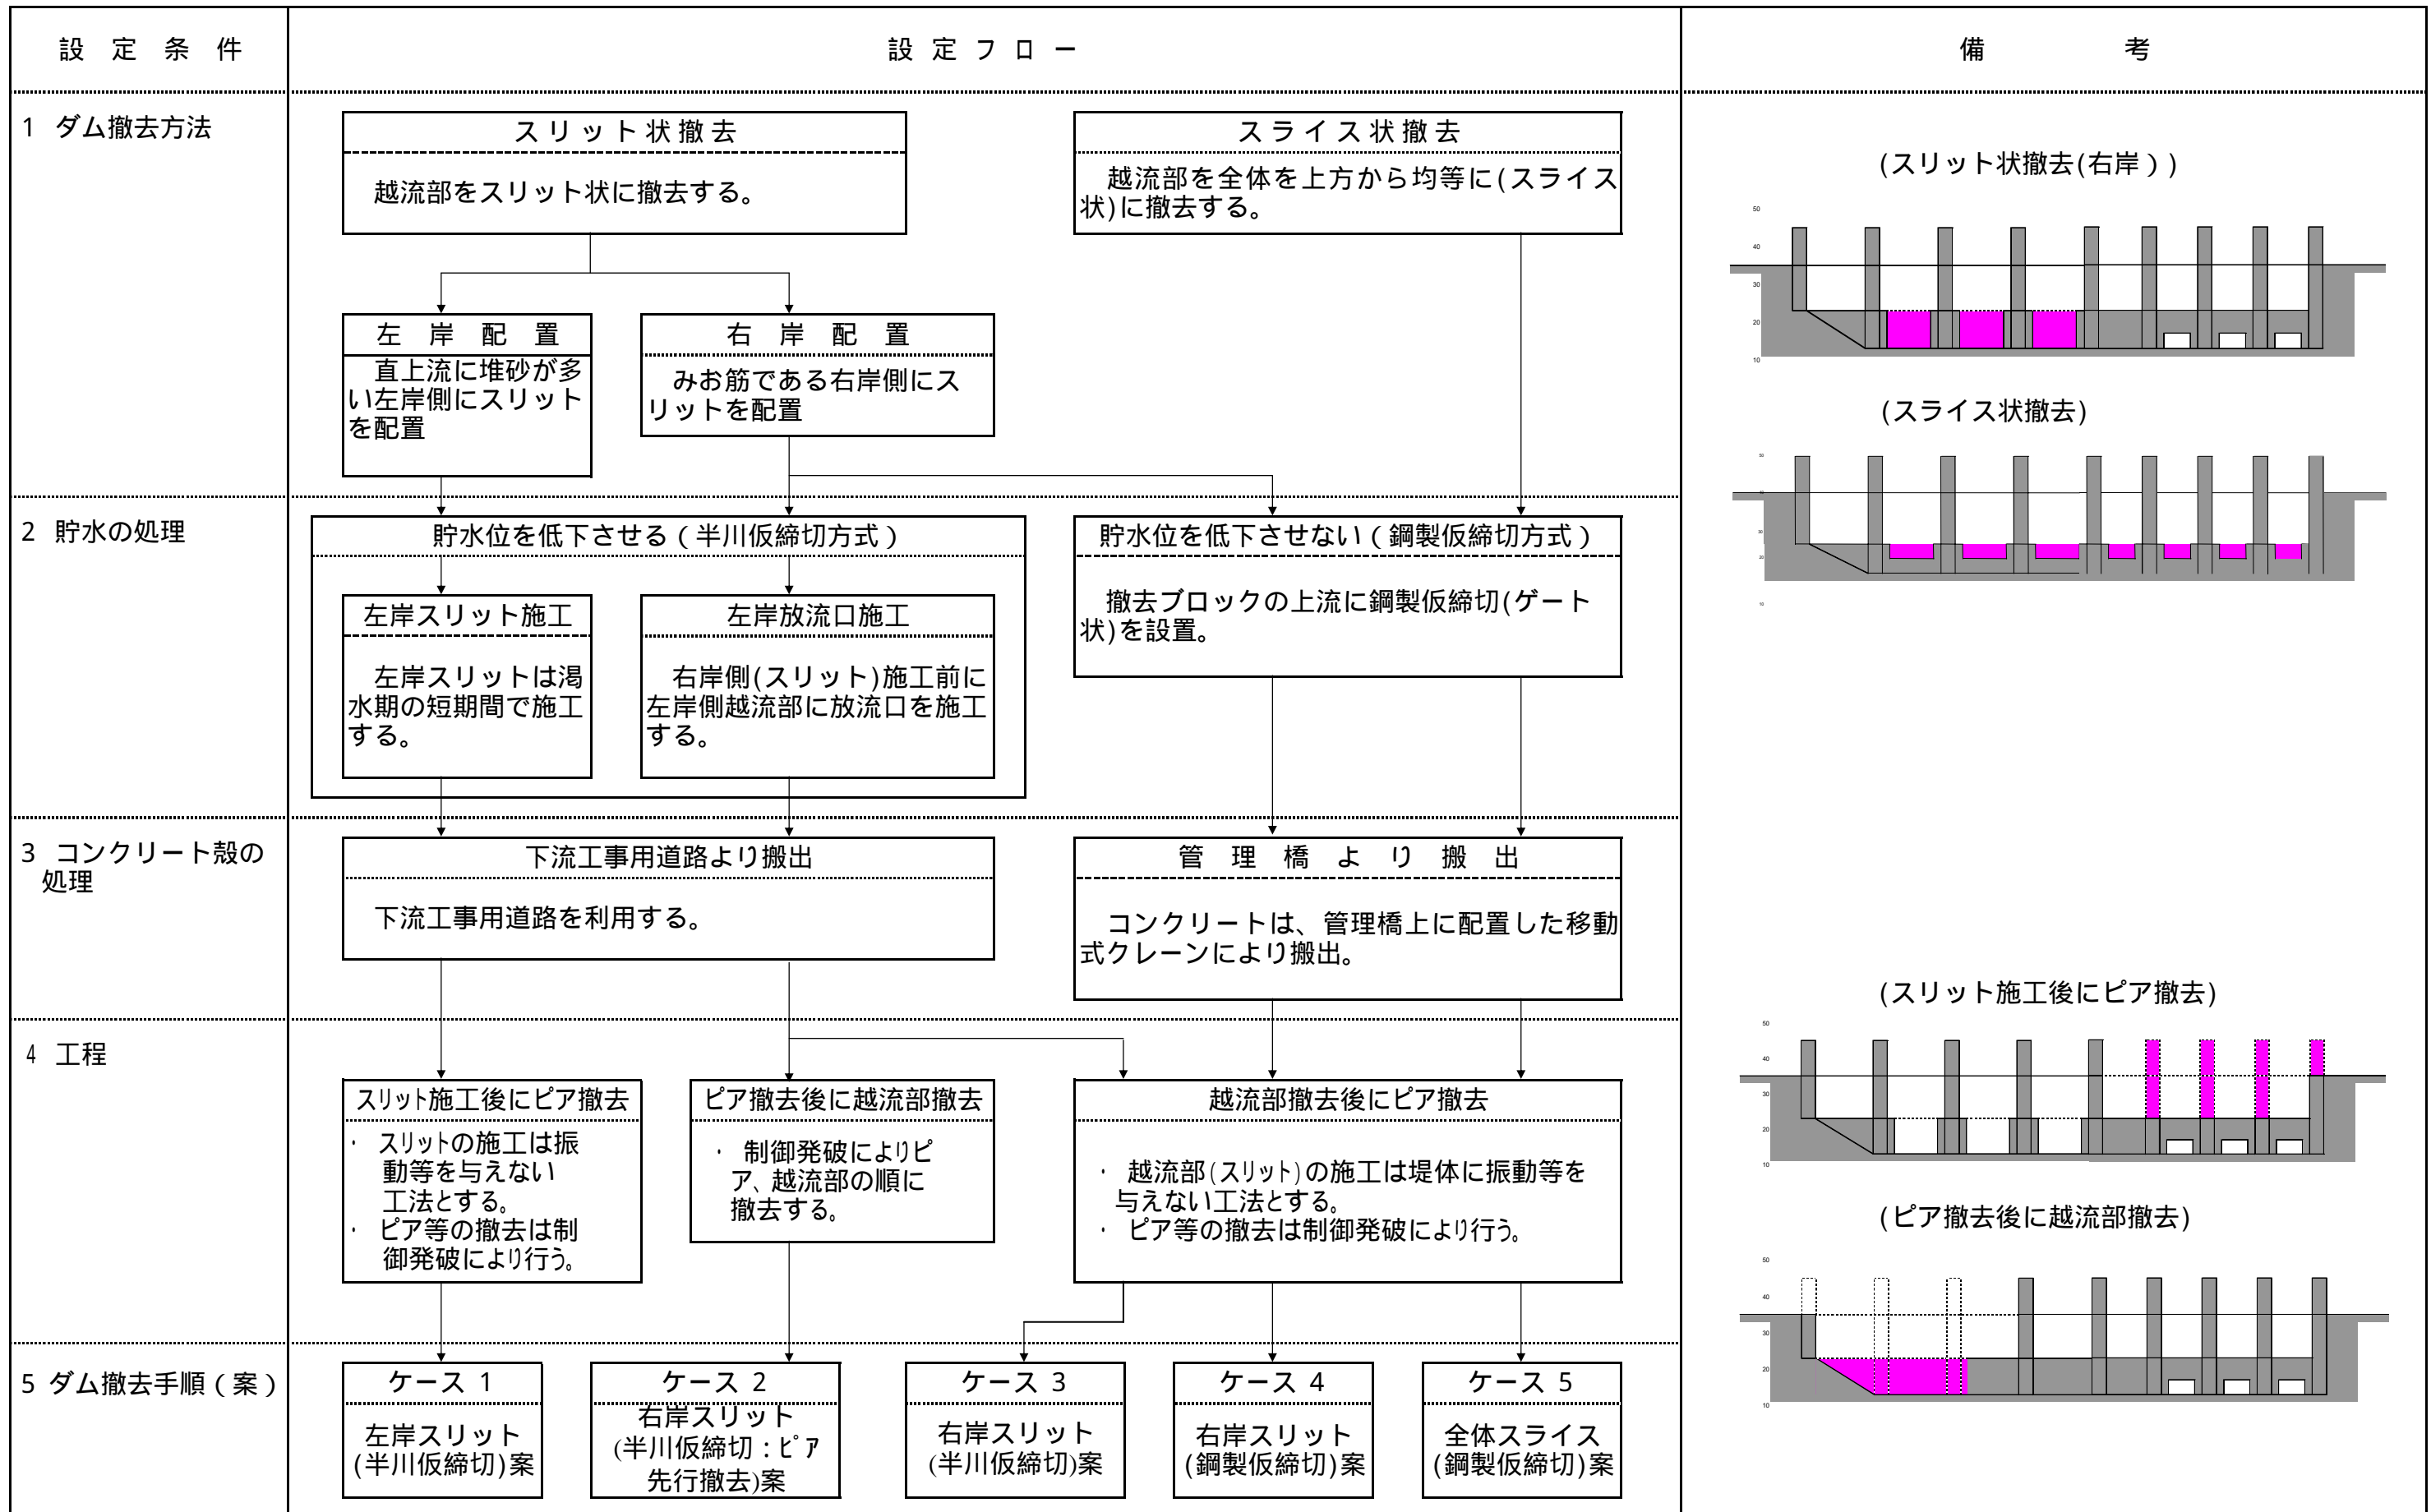 設定条件
設定フロー
備考
1 ダム撤去方法
スリット状撤去
越流部をスリット状に撤去する。
スライス状撤去
越流部を全体を上方から均等に(スライス
状)に撤去する。
左岸配置
直上流に堆砂が多
い左岸側にスリット
を配置
右岸配置
みお筋である右岸側にス
リットを配置
(スリット状撤去(右岸))
50
40
30
20
10
(スライス状撤去)
50
30
20
10
2 貯水の処理
貯水位を低下させる(半川仮締切方式)
左岸スリット施工
左岸スリットは渇
水期の短期間で施工
する。
左岸放流口施工
右岸側(スリット)施工前に
左岸側越流部に放流口を施工
する。
貯水位を低下させない(鋼製仮締切方式)
撤去ブロックの上流に鋼製仮締切(ゲート
状)を設置。
3 コンクリート殻の
処理
下流工事用道路より搬出
下流工事用道路を利用する。
管理橋より搬出
コンクリートは、管理橋上に配置した移動
式クレーンにより搬出。
4 工程
スリット施工後にピア撤去
・ スリットの施工は振
動等を与えない
工法とする。
・ ピア等の撤去は制
御発破により行う。
ピア撤去後に越流部撤去
・ 制御発破によりピ
ア、越流部の順に
撤去する。
越流部撤去後にピア撤去
・ 越流部(スリット)の施工は堤体に振動等を
与えない工法とする。
・ ピア等の撤去は制御発破により行う。
(スリット施工後にピア撤去)
50
40
30
20
10
(ピア撤去後に越流部撤去)
50
40
30
20
10
5 ダム撤去手順(案)
ケース 1
左岸スリット
(半川仮締切)案
ケース 2
右岸スリット
(半川仮締切:ピア
先行撤去)案
ケース 3
右岸スリット
(半川仮締切)案
ケース 4
右岸スリット
(鋼製仮締切)案
ケース 5
全体スライス
(鋼製仮締切)案